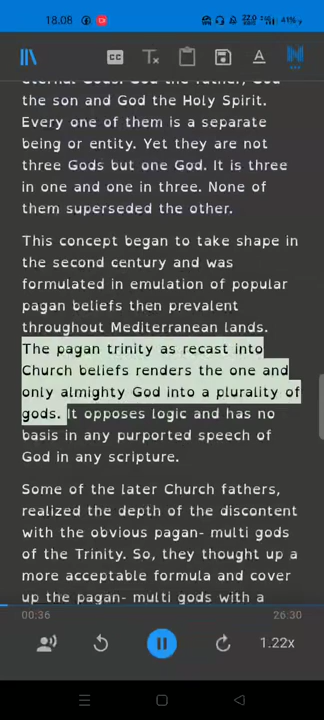 18.08
22.0
41%
CC
eternal Gods: God the father, God
the son and God the Holy Spirit.
Every one of them is a separate
being or entity. Yet they are not
three Gods but one God. It is three
in one and one in three. None of
them superseded the other.
This concept began to take shape in
the second century and was
formulated in emulation of popular
pagan beliefs then prevalent
throughout Mediterranean lands.
The pagan trinity as recast into
Church beliefs renders the one and
only almighty God into a plurality of
gods. It opposes logic and has no
basis in any purported speech of
God in any scripture.
Some of the later Church fathers,
realized the depth of the discontent
with the obvious pagan- multi gods
of the Trinity. So, they thought up a
more acceptable formula and cover
up the pagan- multi gods with a
00:36
26:30
1.22x